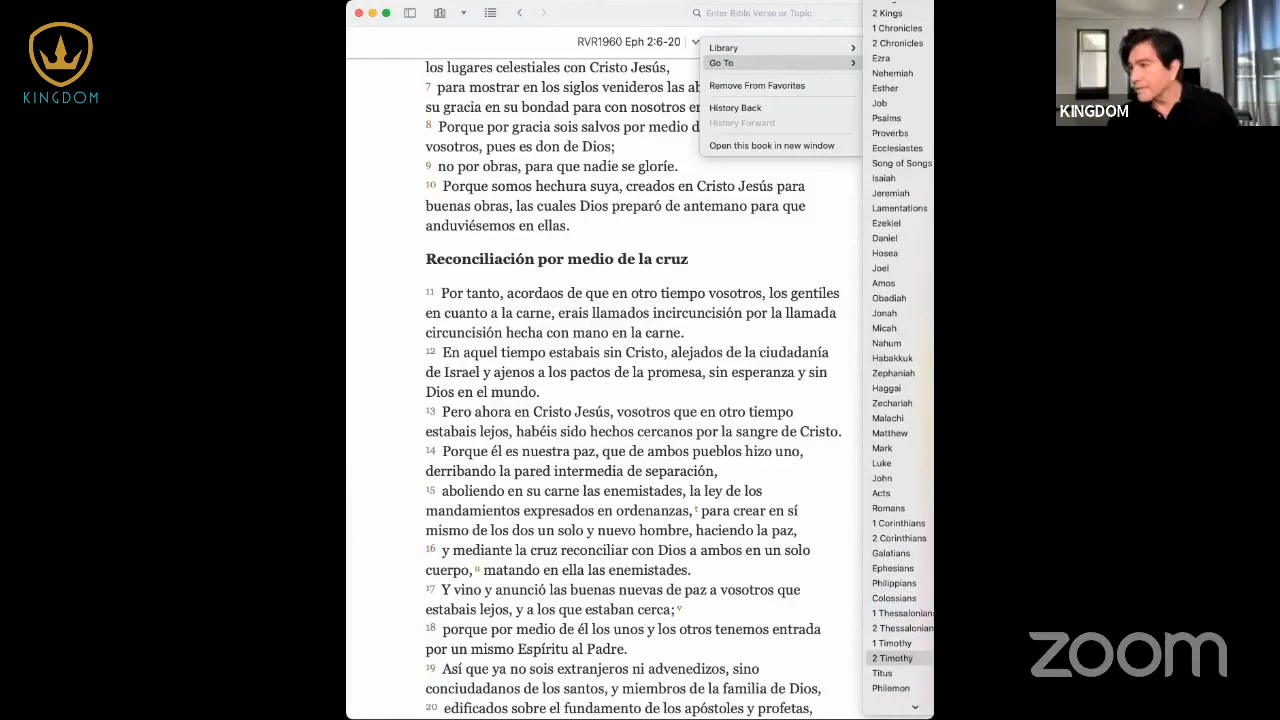 KINGDOM
Enter Bible Verse or Topic
RVR1960 Eph 2:6-20
los lugares celestiales con Cristo Jesús,
7 para mostrar en los siglos venideros las
su gracia en su bondad para con nosotros
8 Porque por gracia sois salvos por medio
vosotros, pues es don de Dios;
9 no por obras, para que nadie se gloríe.
10 Porque somos hechura suya, creados en Cristo Jesús para
buenas obras, las cuales Dios preparó de antemano para que
anduviésemos en ellas.
Reconciliación por medio de la cruz
11 Por tanto, acordaos de que en otro tiempo vosotros, los gentiles
en cuanto a la carne, erais llamados incircuncisión por la llamada
circuncisión hecha con mano en la carne.
12 En aquel tiempo estabais sin Cristo, alejados de la ciudadanía
de Israel y ajenos a los pactos de la promesa, sin esperanza y sin
Dios en el mundo.
13 Pero ahora en Cristo Jesús, vosotros que en otro tiempo
estabais lejos, habéis sido hechos cercanos por la sangre de Cristo.
14 Porque él es nuestra paz, que de ambos pueblos hizo uno,
derribando la pared intermedia de separación,
15 aboliendo en su carne las enemistades, la ley de los
mandamientos expresados en ordenanzas, t para crear en sí
mismo de los dos un solo y nuevo hombre, haciendo la paz,
16 y mediante la cruz reconciliar con Dios a ambos en un solo
cuerpo, u matando en ella las enemistades.
17 Y vino y anunció las buenas nuevas de paz a vosotros que
estabais lejos, y a los que estaban cerca; v
18 porque por medio de él los unos y los otros tenemos entrada
por un mismo Espíritu al Padre.
19 Así que ya no sois extranjeros ni advenedizos, sino
conciudadanos de los santos, y miembros de la familia de Dios,
20 edificados sobre el fundamento de los apóstoles y profetas,
Library
Go To
Remove From Favorites
History Back
History Forward
Open this book in new window
2 Kings
1 Chronicles
2 Chronicles
Ezra
Nehemiah
Esther
Job
Psalms
Proverbs
Ecclesiastes
Song of Songs
Isaiah
Jeremiah
Lamentations
Ezekiel
Daniel
Hosea
Joel
Amos
Obadiah
Jonah
Micah
Nahum
Habakkuk
Zephaniah
Haggai
Zechariah
Malachi
Matthew
Mark
Luke
John
Acts
Romans
1 Corinthians
2 Corinthians
Galatians
Ephesians
Philippians
Colossians
1 Thessalonians
2 Thessalonian
1 Timothy
2 Timothy
Titus
Philemon
KINGDOM
zoom